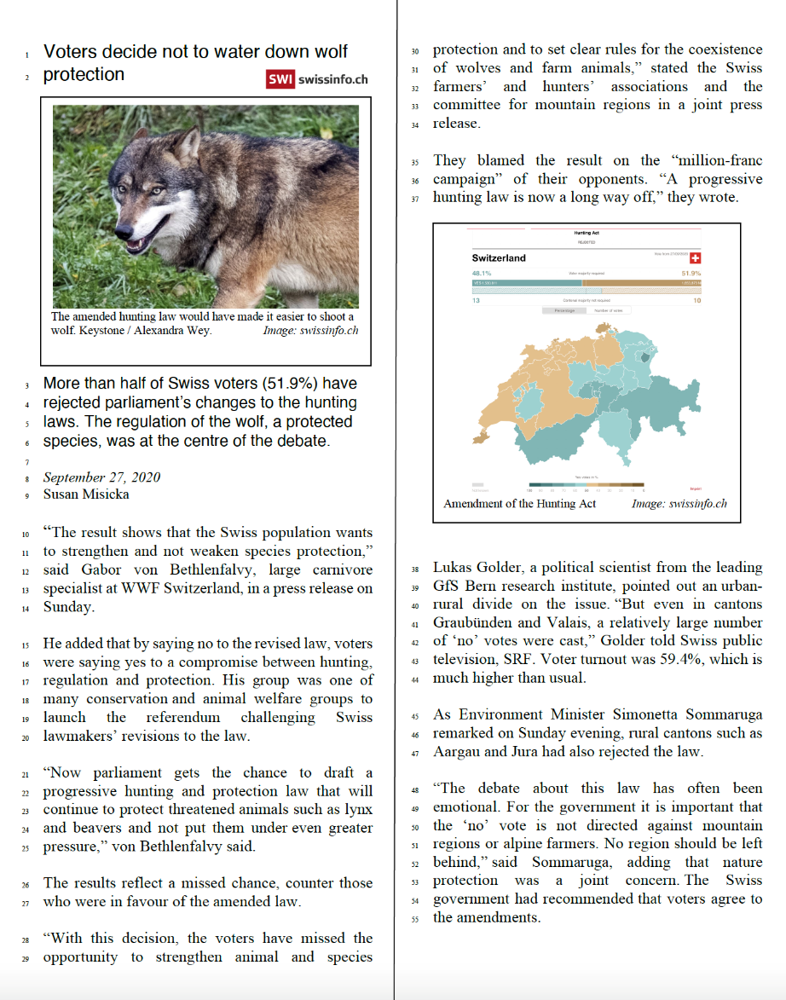 1 Voters decide not to water down wolf
2 protection
SWI swissinfo.ch
The amended hunting law would have made it easier to shoot a
wolf. Keystone / Alexandra Wey. Image: swissinfo.ch
3 More than half of Swiss voters (51.9%) have
4 rejected parliament's changes to the hunting
5 laws. The regulation of the wolf, a protected
6 species, was at the centre of the debate.
7
8 September 27, 2020
9 Susan Misicka
10 “The result shows that the Swiss population wants
11 to strengthen and not weaken species protection,”
12 said Gabor von Bethlenfalvy, large carnivore
13 specialist at WWF Switzerland, in a press release on
14 Sunday.
15 He added that by saying no to the revised law, voters
16 were saying yes to a compromise between hunting,
17 regulation and protection. His group was one of
18 many conservation and animal welfare groups to
19 launch the referendum challenging Swiss
20 lawmakers’ revisions to the law.
21 “Now parliament gets the chance to draft a
22 progressive hunting and protection law that will
23 continue to protect threatened animals such as lynx
24 and beavers and not put them under even greater
25 pressure,” von Bethlenfalvy said.
26 The results reflect a missed chance, counter those
27 who were in favour of the amended law.
28 “With this decision, the voters have missed the
29 opportunity to strengthen animal and species
30 protection and to set clear rules for the coexistence
31 of wolves and farm animals,” stated the Swiss
32 farmers’ and hunters’ associations and the
33 committee for mountain regions in a joint press
34 release.
35 They blamed the result on the “million-franc
36 campaign” of their opponents. “A progressive
37 hunting law is now a long way off,” they wrote.
Hunting Act
REJECTED
Switzerland
Vote from 27/09/2020
48.1% Voter majority required 51.9%
13 Cantonal majority not required 10
Percentage Number of votes
Yes votes in %
Amendment of the Hunting Act Image: swissinfo.ch
38 Lukas Golder, a political scientist from the leading
39 GfS Bern research institute, pointed out an urban-
40 rural divide on the issue. “But even in cantons
41 Graubünden and Valais, a relatively large number
42 of ‘no’ votes were cast,” Golder told Swiss public
43 television, SRF. Voter turnout was 59.4%, which is
44 much higher than usual.
45 As Environment Minister Simonetta Sommaruga
46 remarked on Sunday evening, rural cantons such as
47 Aargau and Jura had also rejected the law.
48 “The debate about this law has often been
49 emotional. For the government it is important that
50 the ‘no’ vote is not directed against mountain
51 regions or alpine farmers. No region should be left
52 behind,” said Sommaruga, adding that nature
53 protection was a joint concern. The Swiss
54 government had recommended that voters agree to
55 the amendments.